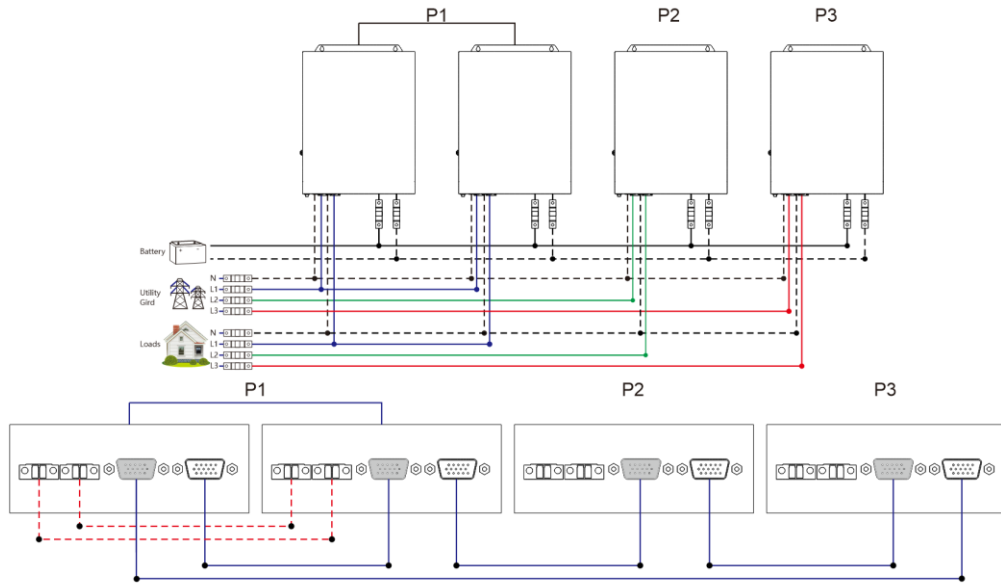 P1 P2 P3
Battery
N
Utility
Gird
L1
L2
L3
N
Loads
L1
L2
L3
P1 P2 P3